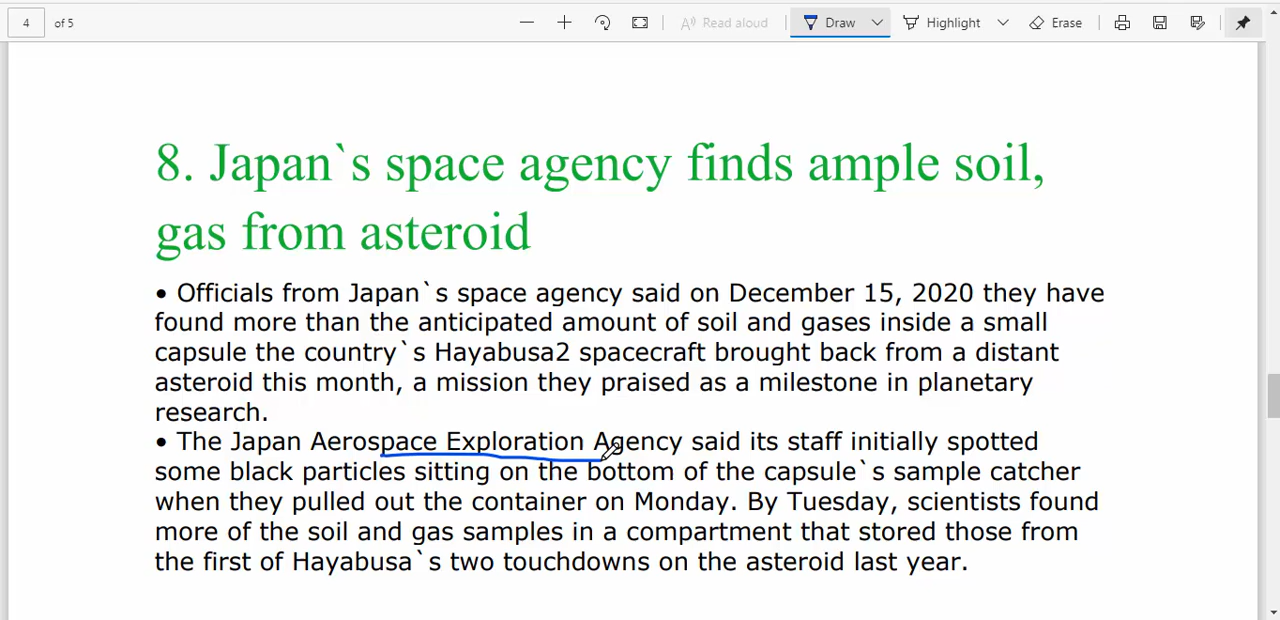 4 of 5 Read aloud Draw Highlight Erase
8. Japan`s space agency finds ample soil,
gas from asteroid
• Officials from Japan`s space agency said on December 15, 2020 they have
found more than the anticipated amount of soil and gases inside a small
capsule the country`s Hayabusa2 spacecraft brought back from a distant
asteroid this month, a mission they praised as a milestone in planetary
research.
• The Japan Aerospace Exploration Agency said its staff initially spotted
some black particles sitting on the bottom of the capsule`s sample catcher
when they pulled out the container on Monday. By Tuesday, scientists found
more of the soil and gas samples in a compartment that stored those from
the first of Hayabusa`s two touchdowns on the asteroid last year.